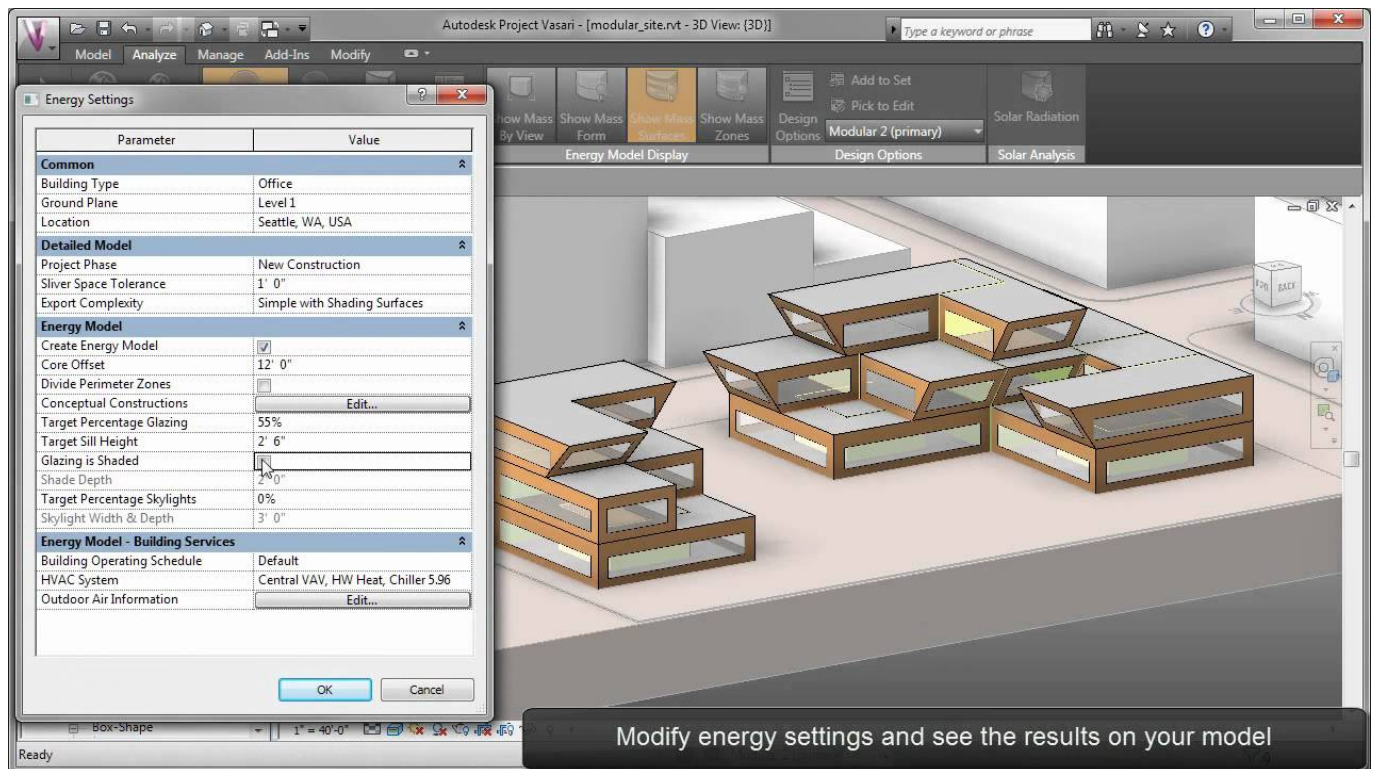 Autodesk Project Vasari - [modular_site.rvt - 3D View: {3D}]
Type a keyword or phrase
Model Analyze Manage Add-Ins Modify
Energy Settings
Show Mass By View
Show Mass Form
Show Mass Surfaces
Show Mass Zones
Energy Model Display
Design Options
Add to Set
Pick to Edit
Modular 2 (primary)
Design Options
Solar Radiation
Solar Analysis
Parameter Value
Common
Building Type Office
Ground Plane Level 1
Location Seattle, WA, USA
Detailed Model
Project Phase New Construction
Sliver Space Tolerance 1' 0"
Export Complexity Simple with Shading Surfaces
Energy Model
Create Energy Model
Core Offset 12' 0"
Divide Perimeter Zones
Conceptual Constructions Edit...
Target Percentage Glazing 55%
Target Sill Height 2' 6"
Glazing is Shaded
Shade Depth 2' 0"
Target Percentage Skylights 0%
Skylight Width & Depth 3' 0"
Energy Model - Building Services
Building Operating Schedule Default
HVAC System Central VAV, HW Heat, Chiller 5.96
Outdoor Air Information Edit...
OK Cancel
BACK
Box-Shape
1" = 40'-0"
Ready
Modify energy settings and see the results on your model